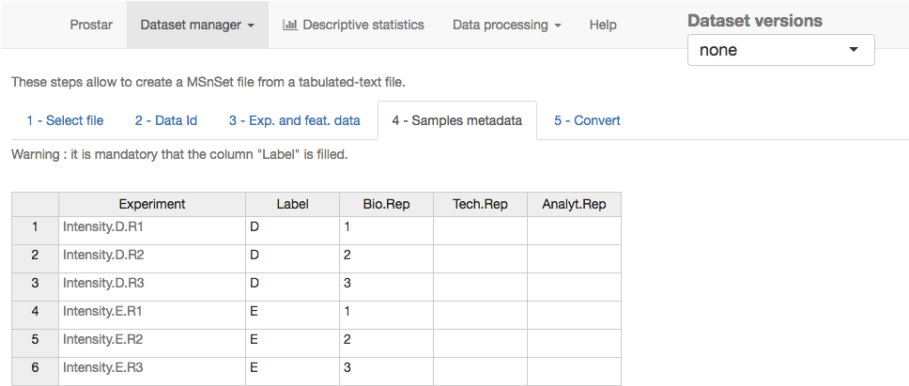 Prostar Dataset manager Descriptive statistics Data processing Help Dataset versions
none
These steps allow to create a MSnSet file from a tabulated-text file.
1 - Select file 2 - Data Id 3 - Exp. and feat. data 4 - Samples metadata 5 - Convert
Warning : it is mandatory that the column "Label" is filled.
Experiment Label Bio.Rep Tech.Rep Analyt.Rep
1 Intensity.D.R1 D 1
2 Intensity.D.R2 D 2
3 Intensity.D.R3 D 3
4 Intensity.E.R1 E 1
5 Intensity.E.R2 E 2
6 Intensity.E.R3 E 3